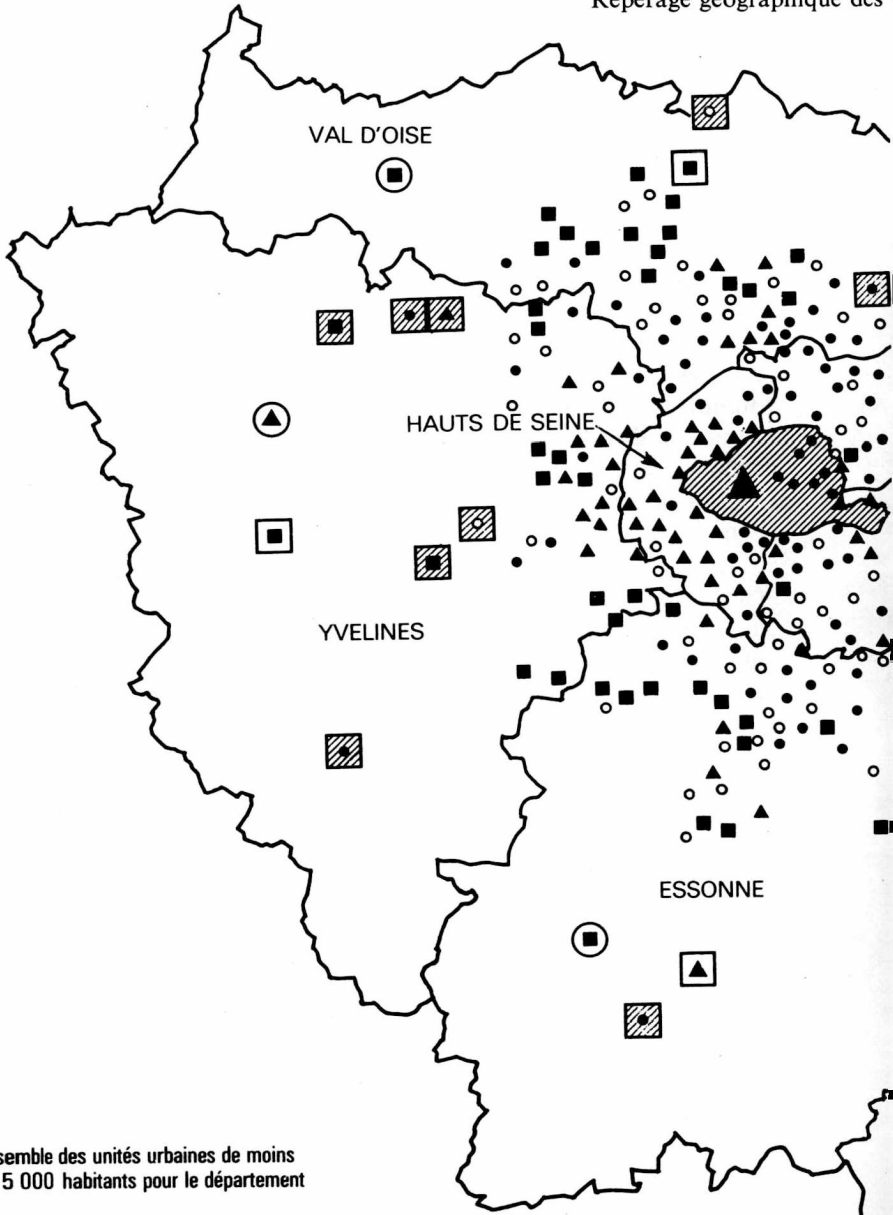 Repérage géographique des
VAL D'OISE
HAUTS DE SEINE
YVELINES
ESSONNE
semble des unités urbaines de moins
5 000 habitants pour le département